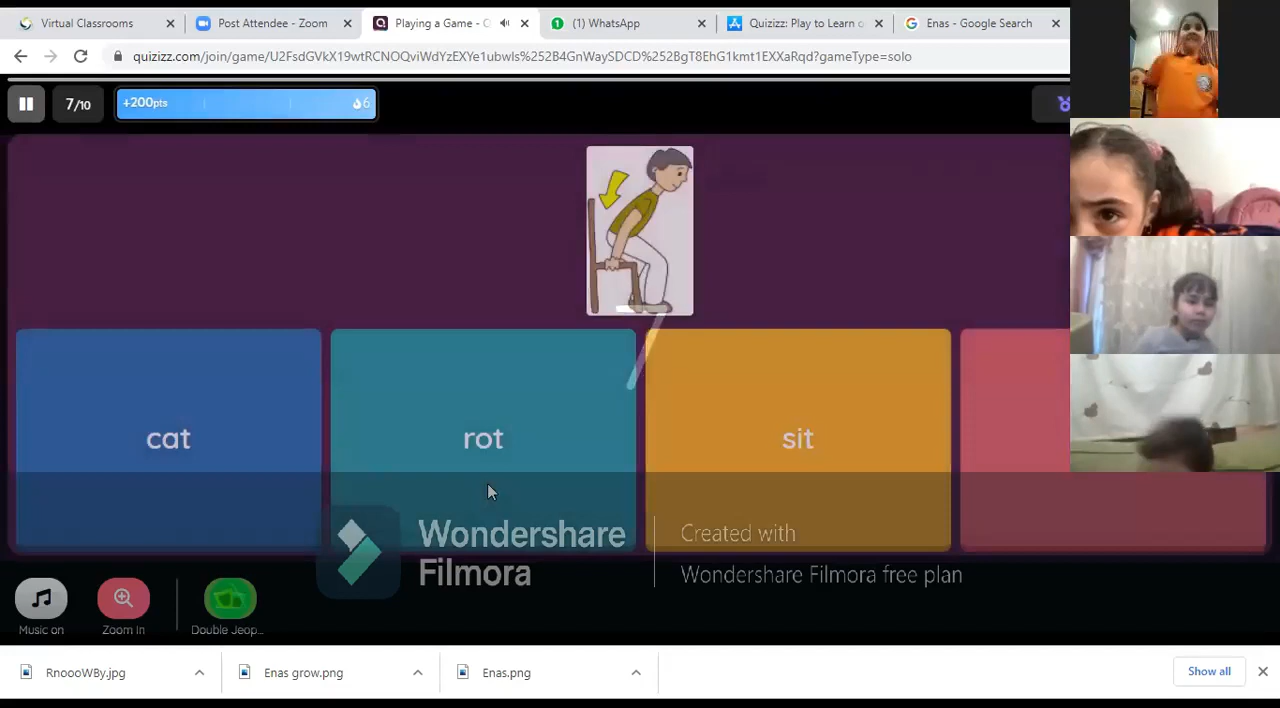 Virtual Classrooms
Post Attendee - Zoom
Playing a Game - Q
(1) WhatsApp
Quizizz: Play to Learn
Enas - Google Search
quizizz.com/join/game/U2FsdGVkX19wtRCNOQviWdYzEXYe1ubwIs%252B4GnWaySDCD%252BgT8EhG1kmt1EXXaRqd?gameType=solo
7/10
+200pts
6
cat
rot
sit
Wondershare
Filmora
Created with
Wondershare Filmora free plan
Music on
Zoom In
Double Jeop...
RnoooWBy.jpg
Enas grow.png
Enas.png
Show all